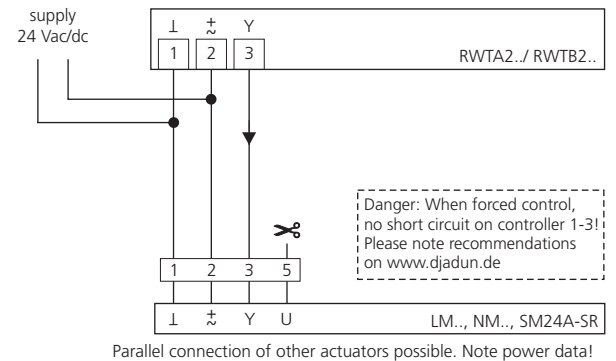 supply
24 Vac/dc
⊥ ± ~ Y
1 2 3
RWTA2../ RWTB2..
Danger: When forced control,
no short circuit on controller 1-3!
Please note recommendations
on www.djadun.de
1 2 3 5
⊥ ± ~ Y U
LM.., NM.., SM24A-SR
Parallel connection of other actuators possible. Note power data!